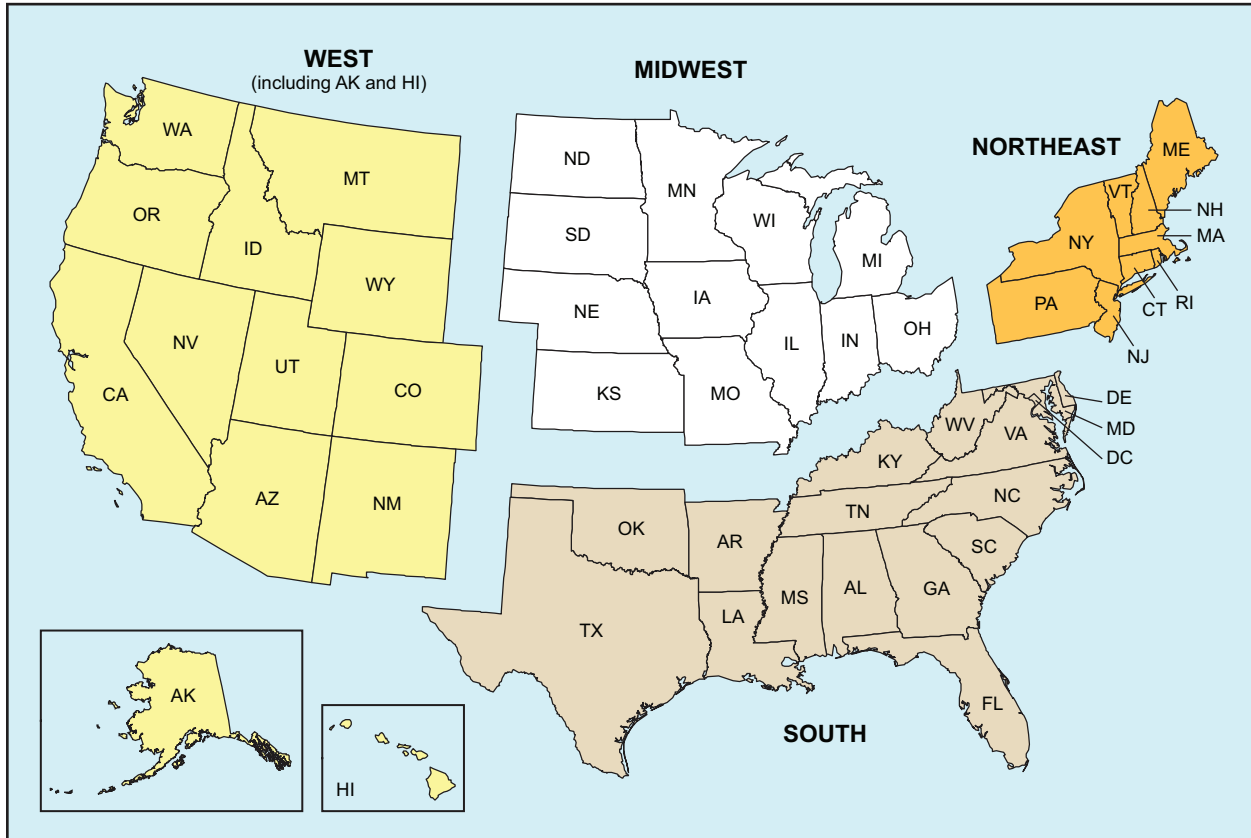 WEST
(including AK and HI)
WA
MT
OR
ID
WY
NV
UT
CO
CA
AZ
NM
AK
HI
MIDWEST
ND
MN
SD
WI
MI
IA
NE
IL
IN
OH
KS
MO
NORTHEAST
ME
VT
NH
MA
NY
RI
CT
PA
NJ
DE
MD
DC
WV
VA
KY
NC
TN
OK
AR
SC
MS
AL
GA
LA
TX
FL
SOUTH